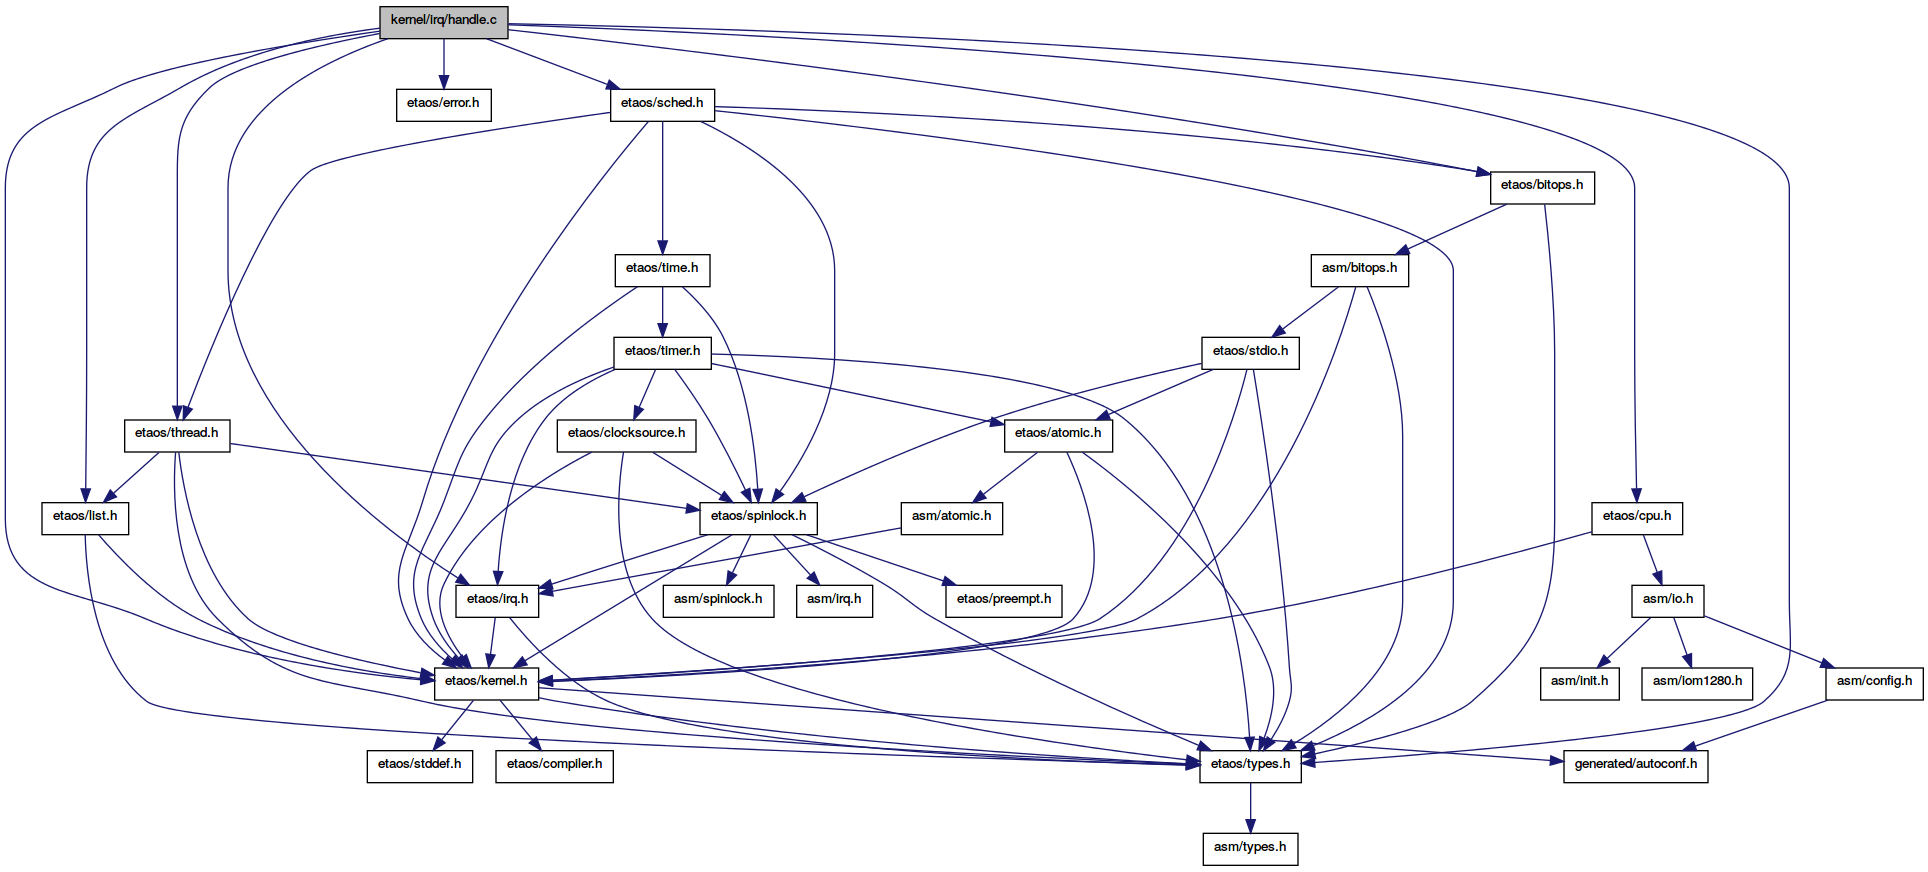 kernel/irq/handle.c
etaos/error.h
etaos/sched.h
etaos/bitops.h
etaos/time.h
asm/bitops.h
etaos/timer.h
etaos/stdio.h
etaos/thread.h
etaos/clocksource.h
etaos/atomic.h
etaos/list.h
etaos/spinlock.h
asm/atomic.h
etaos/cpu.h
etaos/irq.h
asm/spinlock.h
asm/irq.h
etaos/preempt.h
asm/io.h
etaos/kernel.h
asm/init.h
asm/iom1280.h
asm/config.h
etaos/stddef.h
etaos/compiler.h
etaos/types.h
generated/autoconf.h
asm/types.h